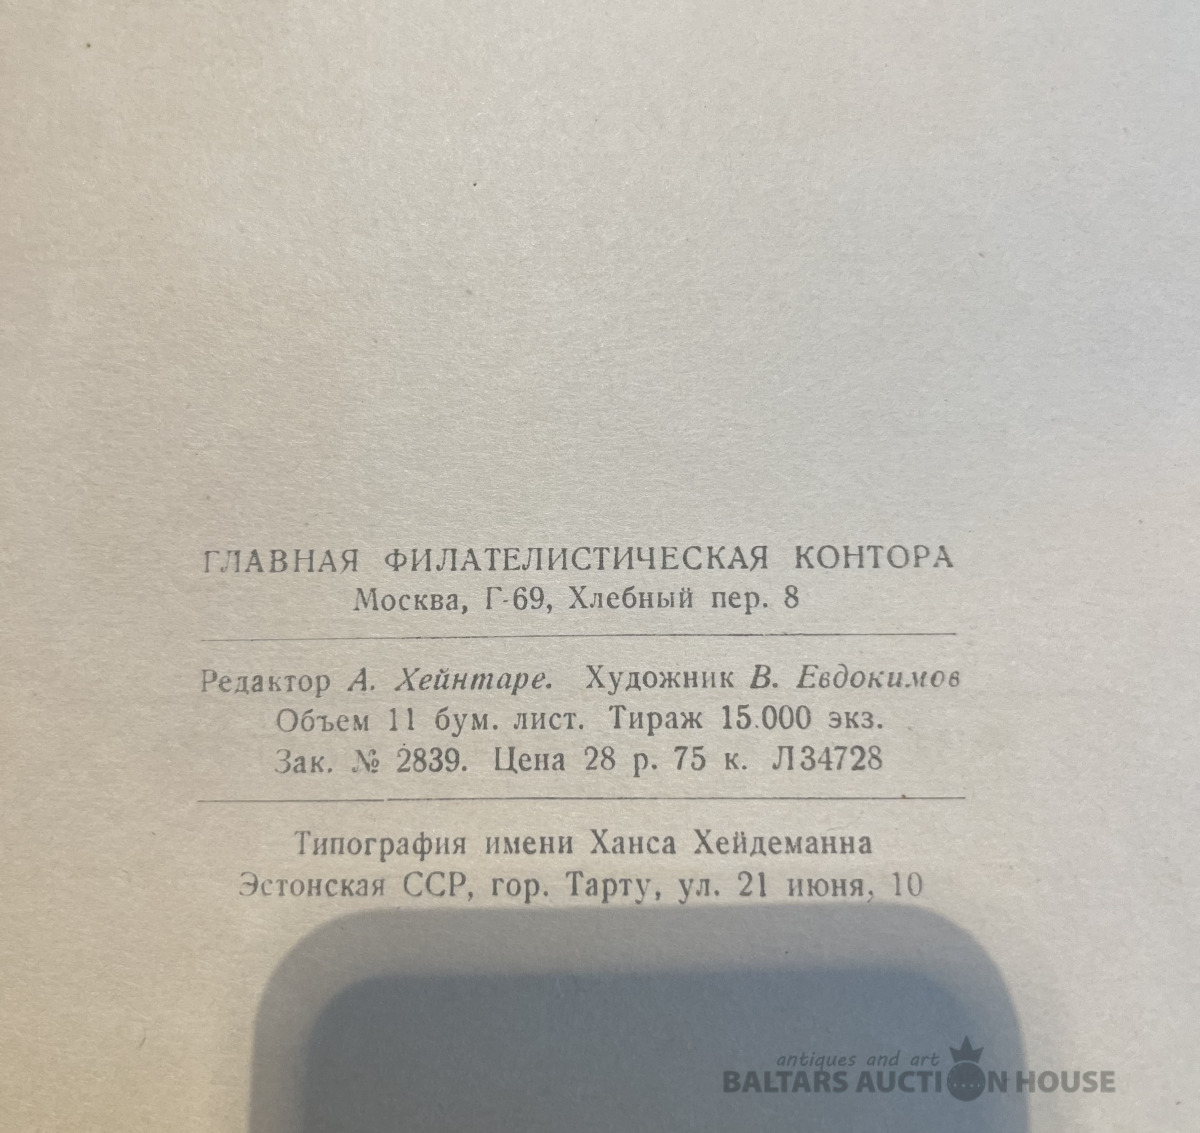 ГЛАВНАЯ ФИЛАТЕЛИСТИЧЕСКАЯ КОНТОРА
Москва, Г-69, Хлебный пер. 8
Редактор А. Хейнтаре. Художник В. Евдокимов
Объем 11 бум. лист. Тираж 15.000 экз.
Зак. № 2839. Цена 28 р. 75 к. Л34728
Типография имени Ханса Хейдеманна
Эстонская ССР, гор. Тарту, ул. 21 июня, 10
antiques and art
BALTARS AUCTION HOUSE